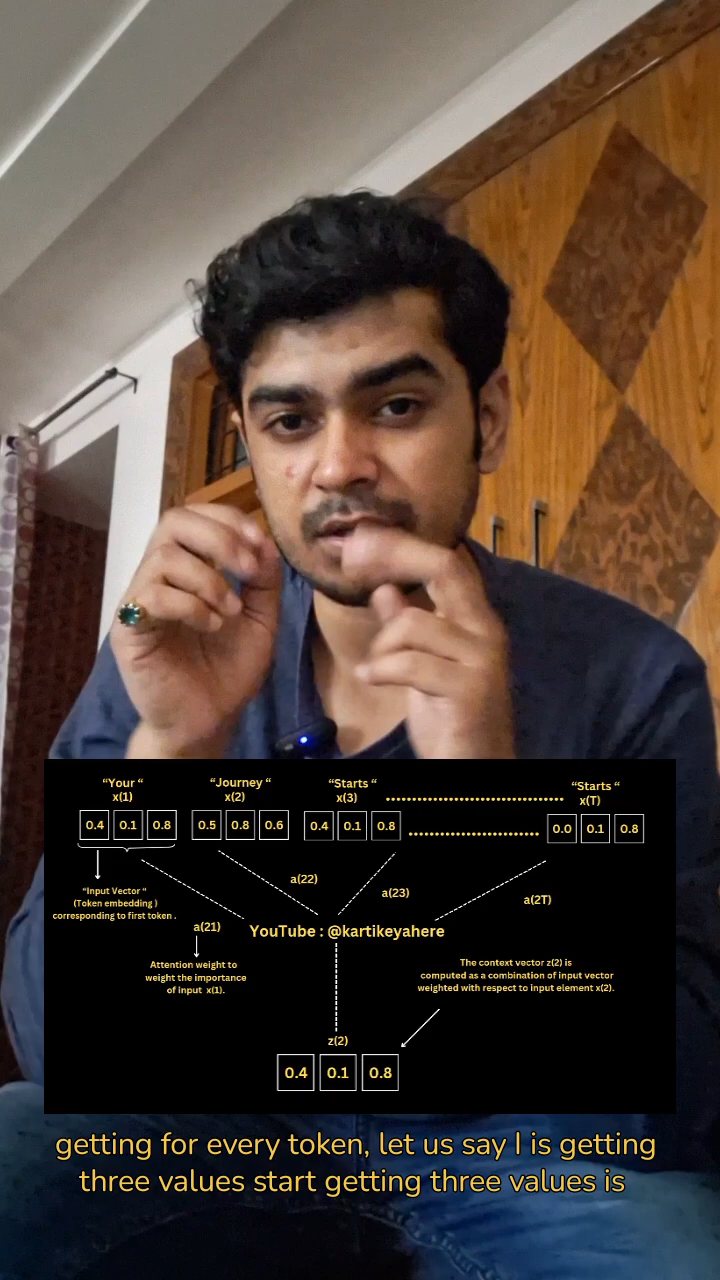 “Your “
x(1)
“Journey “
x(2)
“Starts “
x(3)
“Starts “
x(T)
0.4 0.1 0.8
0.5 0.8 0.6
0.4 0.1 0.8
0.0 0.1 0.8
“Input Vector “
(Token embedding )
corresponding to first token .
a(22)
a(23)
a(2T)
a(21)
YouTube : @kartikeyahere
Attention weight to
weight the importance
of input x(1).
The context vector z(2) is
computed as a combination of input vector
weighted with respect to input element x(2).
z(2)
0.4 0.1 0.8
getting for every token, let us say I is getting
three values start getting three values is